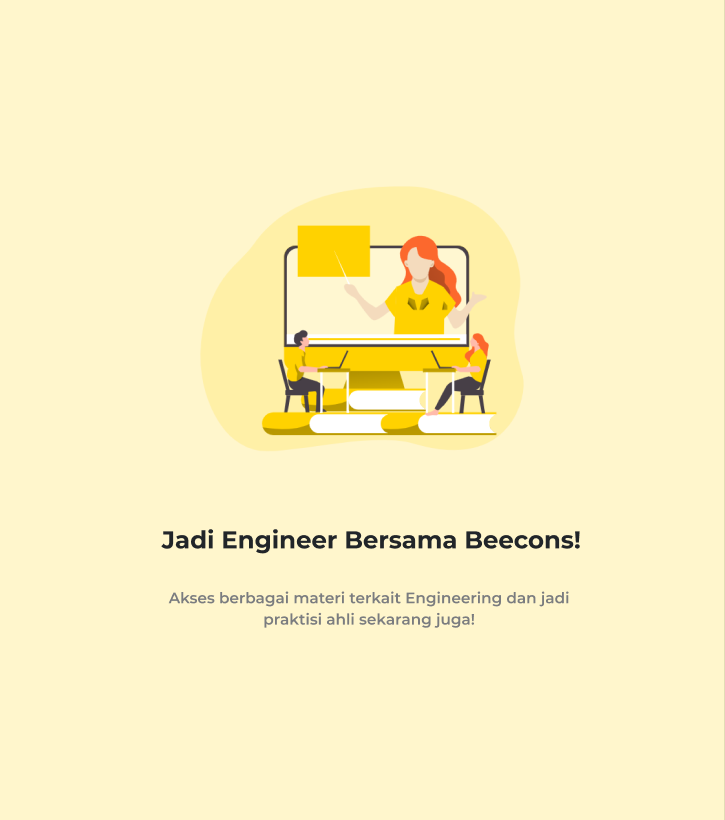 Jadi Engineer Bersama Beecons!
Akses berbagai materi terkait Engineering dan jadi
praktisi ahli sekarang juga!